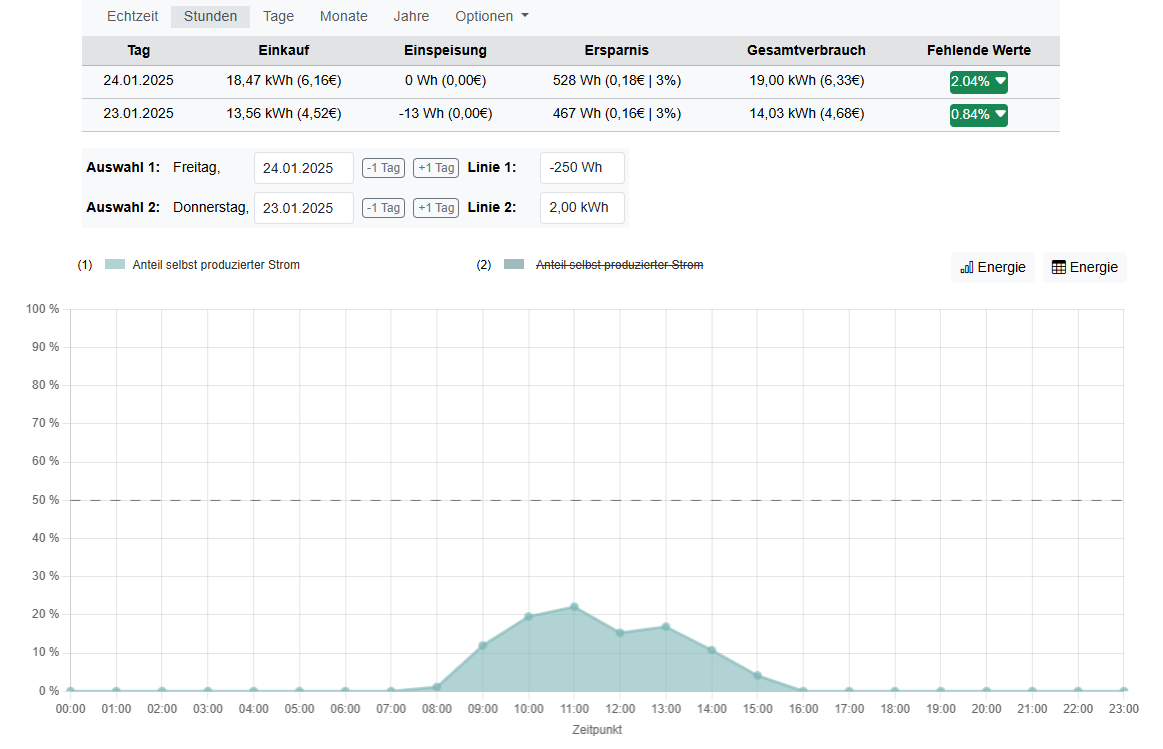 Echtzeit Stunden Tage Monate Jahre Optionen
Tag Einkauf Einspeisung Ersparnis Gesamtverbrauch Fehlende Werte
24.01.2025 18,47 kWh (6,16€) 0 Wh (0,00€) 528 Wh (0,18€ | 3%) 19,00 kWh (6,33€) 2.04%
23.01.2025 13,56 kWh (4,52€) -13 Wh (0,00€) 467 Wh (0,16€ | 3%) 14,03 kWh (4,68€) 0.84%
Auswahl 1: Freitag, 24.01.2025 -1 Tag +1 Tag Linie 1: -250 Wh
Auswahl 2: Donnerstag, 23.01.2025 -1 Tag +1 Tag Linie 2: 2,00 kWh
(1) Anteil selbst produzierter Strom (2) Anteil selbst produzierter Strom Energie Energie
100 %
90 %
80 %
70 %
60 %
50 %
40 %
30 %
20 %
10 %
0 %
00:00 01:00 02:00 03:00 04:00 05:00 06:00 07:00 08:00 09:00 10:00 11:00 12:00 13:00 14:00 15:00 16:00 17:00 18:00 19:00 20:00 21:00 22:00 23:00
Zeitpunkt